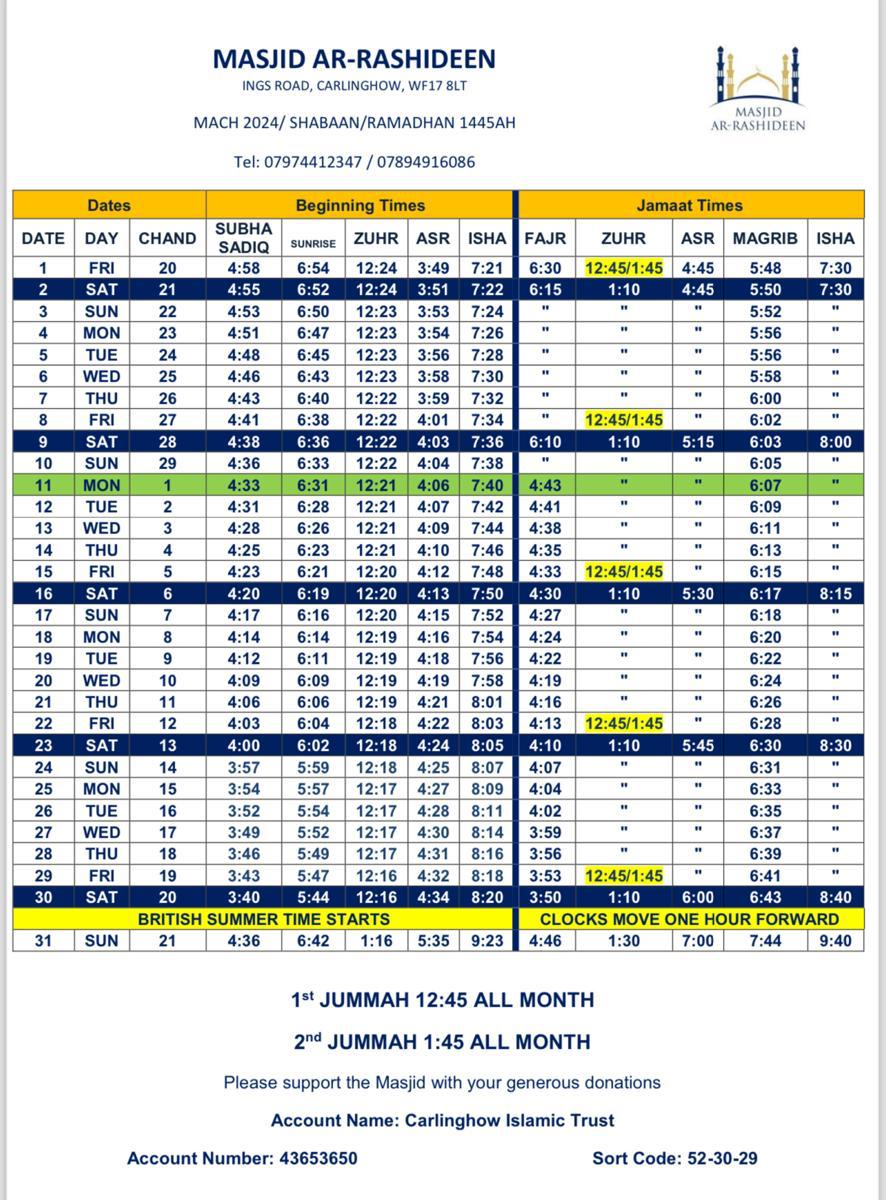 MASJID AR-RASHIDEEN
INGS ROAD, CARLINGHOW, WF17 8LT
MACH 2024/ SHABAAN/RAMADHAN 1445AH
Tel: 07974412347 / 07894916086
MASJID
AR-RASHIDEEN
Dates Beginning Times Jamaat Times
DATE DAY CHAND SUBHA SADIQ SUNRISE ZUHR ASR ISHA FAJR ZUHR ASR MAGRIB ISHA
1 FRI 20 4:58 6:54 12:24 3:49 7:21 6:30 12:45/1:45 4:45 5:48 7:30
2 SAT 21 4:55 6:52 12:24 3:51 7:22 6:15 1:10 4:45 5:50 7:30
3 SUN 22 4:53 6:50 12:23 3:53 7:24 " " " 5:52 "
4 MON 23 4:51 6:47 12:23 3:54 7:26 " " " 5:56 "
5 TUE 24 4:48 6:45 12:23 3:56 7:28 " " " 5:56 "
6 WED 25 4:46 6:43 12:23 3:58 7:30 " " " 5:58 "
7 THU 26 4:43 6:40 12:22 3:59 7:32 " " " 6:00 "
8 FRI 27 4:41 6:38 12:22 4:01 7:34 " 12:45/1:45 " 6:02 "
9 SAT 28 4:38 6:36 12:22 4:03 7:36 6:10 1:10 5:15 6:03 8:00
10 SUN 29 4:36 6:33 12:22 4:04 7:38 " " " 6:05 "
11 MON 1 4:33 6:31 12:21 4:06 7:40 4:43 " " 6:07 "
12 TUE 2 4:31 6:28 12:21 4:07 7:42 4:41 " " 6:09 "
13 WED 3 4:28 6:26 12:21 4:09 7:44 4:38 " " 6:11 "
14 THU 4 4:25 6:23 12:21 4:10 7:46 4:35 " " 6:13 "
15 FRI 5 4:23 6:21 12:20 4:12 7:48 4:33 12:45/1:45 " 6:15 "
16 SAT 6 4:20 6:19 12:20 4:13 7:50 4:30 1:10 5:30 6:17 8:15
17 SUN 7 4:17 6:16 12:20 4:15 7:52 4:27 " " 6:18 "
18 MON 8 4:14 6:14 12:19 4:16 7:54 4:24 " " 6:20 "
19 TUE 9 4:12 6:11 12:19 4:18 7:56 4:22 " " 6:22 "
20 WED 10 4:09 6:09 12:19 4:19 7:58 4:19 " " 6:24 "
21 THU 11 4:06 6:06 12:19 4:21 8:01 4:16 " " 6:26 "
22 FRI 12 4:03 6:04 12:18 4:22 8:03 4:13 12:45/1:45 " 6:28 "
23 SAT 13 4:00 6:02 12:18 4:24 8:05 4:10 1:10 5:45 6:30 8:30
24 SUN 14 3:57 5:59 12:18 4:25 8:07 4:07 " " 6:31 "
25 MON 15 3:54 5:57 12:17 4:27 8:09 4:04 " " 6:33 "
26 TUE 16 3:52 5:54 12:17 4:28 8:11 4:02 " " 6:35 "
27 WED 17 3:49 5:52 12:17 4:30 8:14 3:59 " " 6:37 "
28 THU 18 3:46 5:49 12:17 4:31 8:16 3:56 " " 6:39 "
29 FRI 19 3:43 5:47 12:16 4:32 8:18 3:53 12:45/1:45 " 6:41 "
30 SAT 20 3:40 5:44 12:16 4:34 8:20 3:50 1:10 6:00 6:43 8:40
BRITISH SUMMER TIME STARTS CLOCKS MOVE ONE HOUR FORWARD
31 SUN 21 4:36 6:42 1:16 5:35 9:23 4:46 1:30 7:00 7:44 9:40
1st JUMMAH 12:45 ALL MONTH
2nd JUMMAH 1:45 ALL MONTH
Please support the Masjid with your generous donations
Account Name: Carlinghow Islamic Trust
Account Number: 43653650 Sort Code: 52-30-29